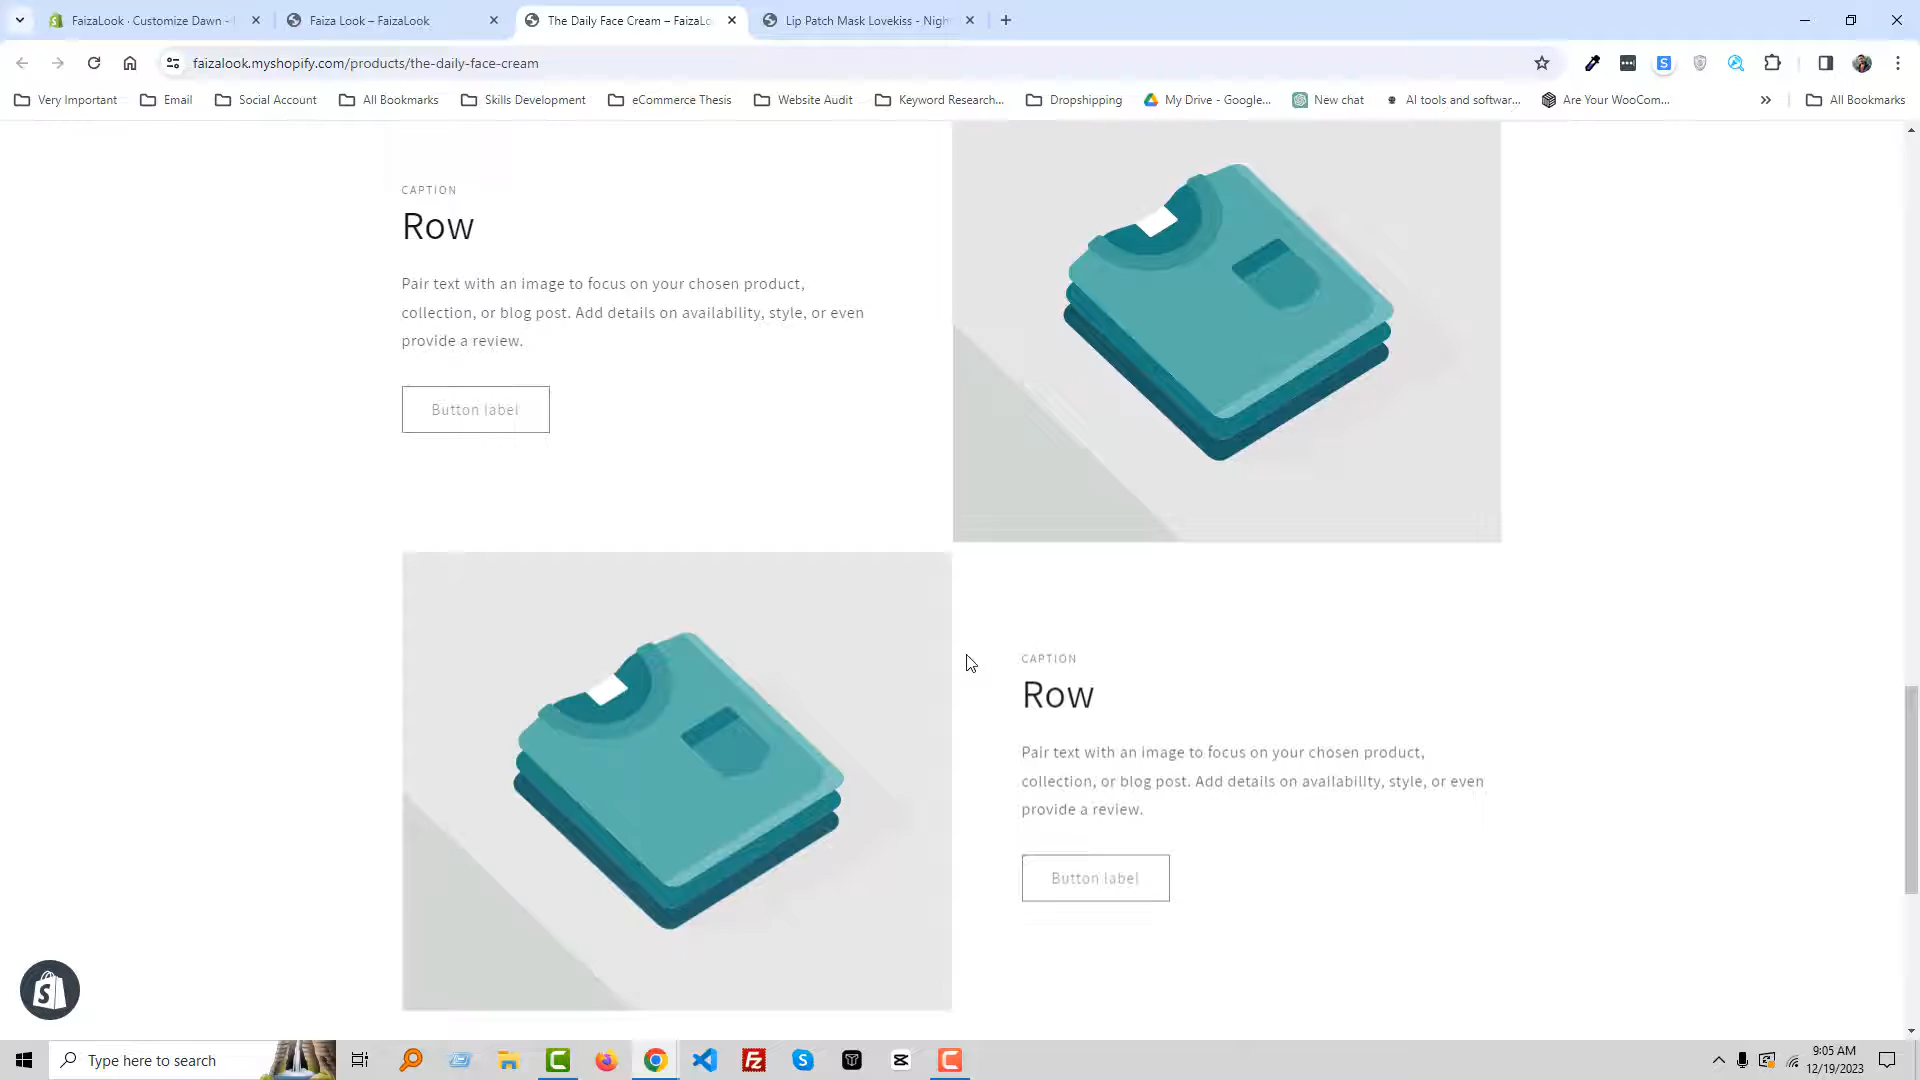 FaizaLook · Customize Dawn -
Faiza Look – FaizaLook
The Daily Face Cream – FaizaLo
Lip Patch Mask Lovekiss - Nigh
faizalook.myshopify.com/products/the-daily-face-cream
Very Important
Email
Social Account
All Bookmarks
Skills Development
eCommerce Thesis
Website Audit
Keyword Research...
Dropshipping
My Drive - Google...
New chat
AI tools and softwar...
Are Your WooCom...
All Bookmarks
CAPTION
Row
Pair text with an image to focus on your chosen product,
collection, or blog post. Add details on availability, style, or even
provide a review.
Button label
CAPTION
Row
Pair text with an image to focus on your chosen product,
collection, or blog post. Add details on availability, style, or even
provide a review.
Button label
Type here to search
9:05 AM
12/19/2023